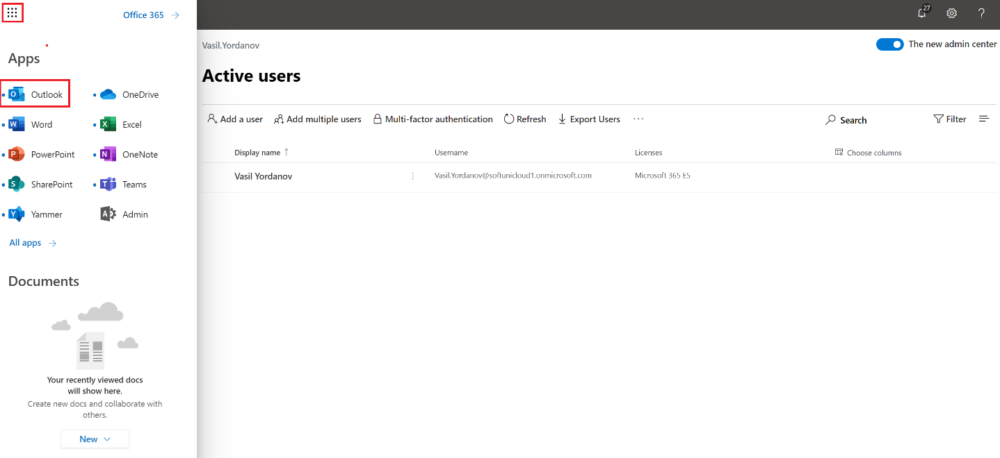 Office 365
27
?
Vasil.Yordanov
The new admin center
Apps
Active users
Outlook
OneDrive
Add a user
Add multiple users
Multi-factor authentication
Refresh
Export Users
Search
Filter
Word
Excel
PowerPoint
OneNote
Display name
Username
Licenses
Choose columns
Vasil Yordanov
Vasil.Yordanov@softunicloud1.onmicrosoft.com
Microsoft 365 E5
SharePoint
Teams
Yammer
Admin
All apps
Documents
Your recently viewed docs
will show here.
Create new docs and collaborate with
others.
New